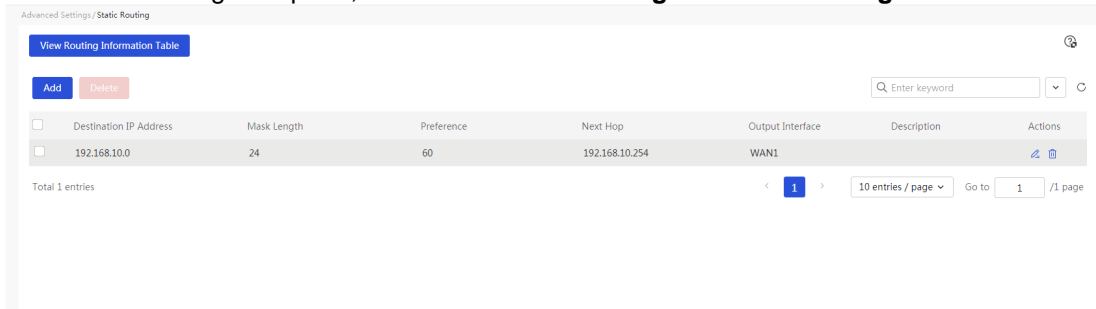 Advanced Settings / Static Routing
View Routing Information Table
Add Delete Enter keyword
Destination IP Address Mask Length Preference Next Hop Output Interface Description Actions
192.168.10.0 24 60 192.168.10.254 WAN1
Total 1 entries < 1 > 10 entries / page Go to 1 /1 page